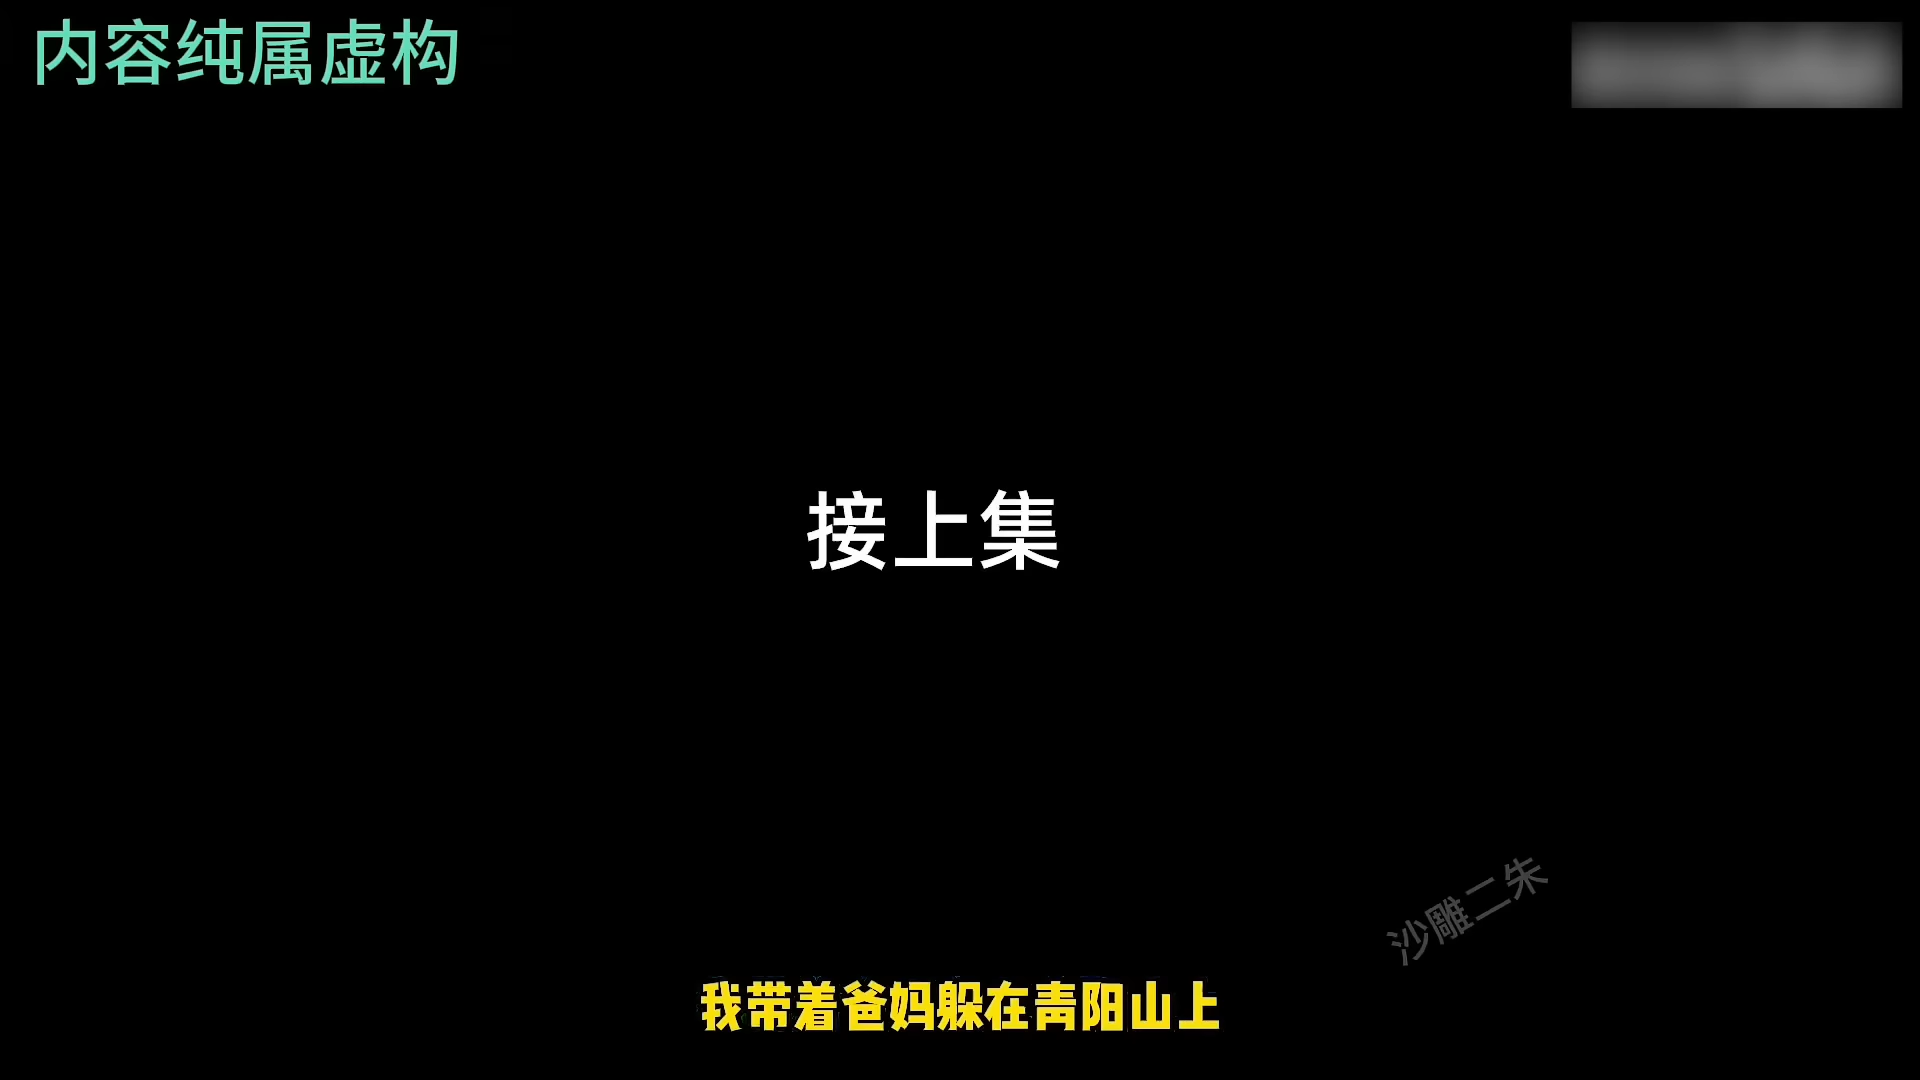 内容纯属虚构
接上集
沙雕二朱
我带着爸妈躲在青阳山上